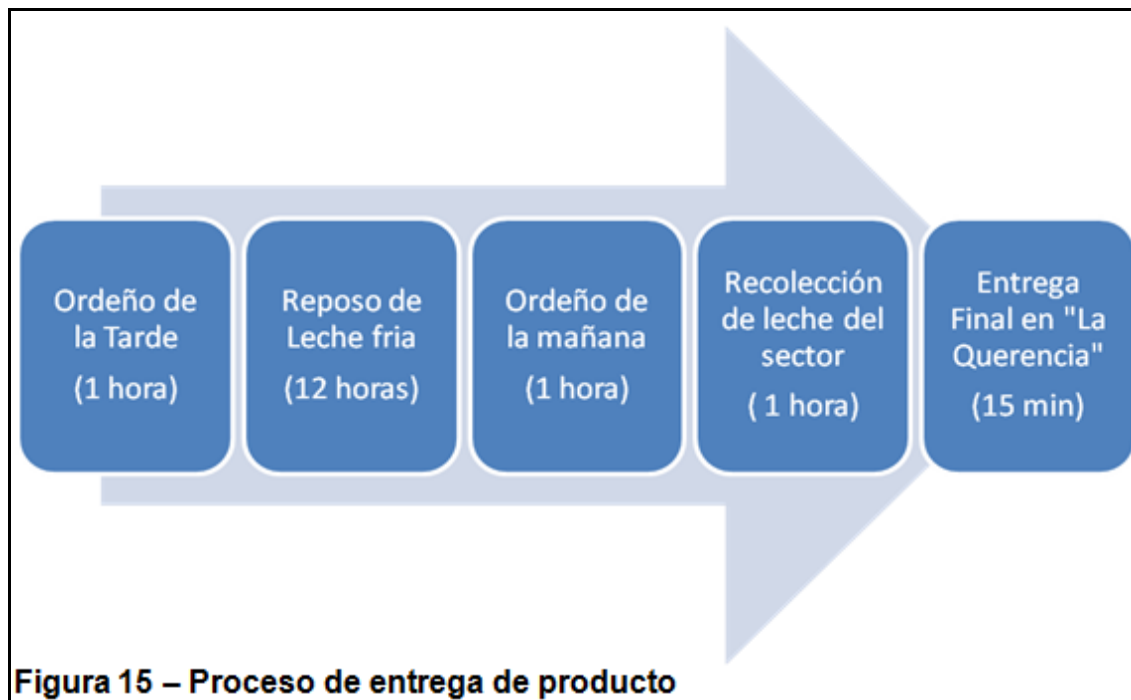 Ordeño de
la Tarde
(1 hora)
Reposo de
Leche fria
(12 horas)
Ordeño de
la mañana
(1 hora)
Recolección
de leche del
sector
( 1 hora)
Entrega
Final en "La
Querencia"
(15 min)
Figura 15 – Proceso de entrega de producto